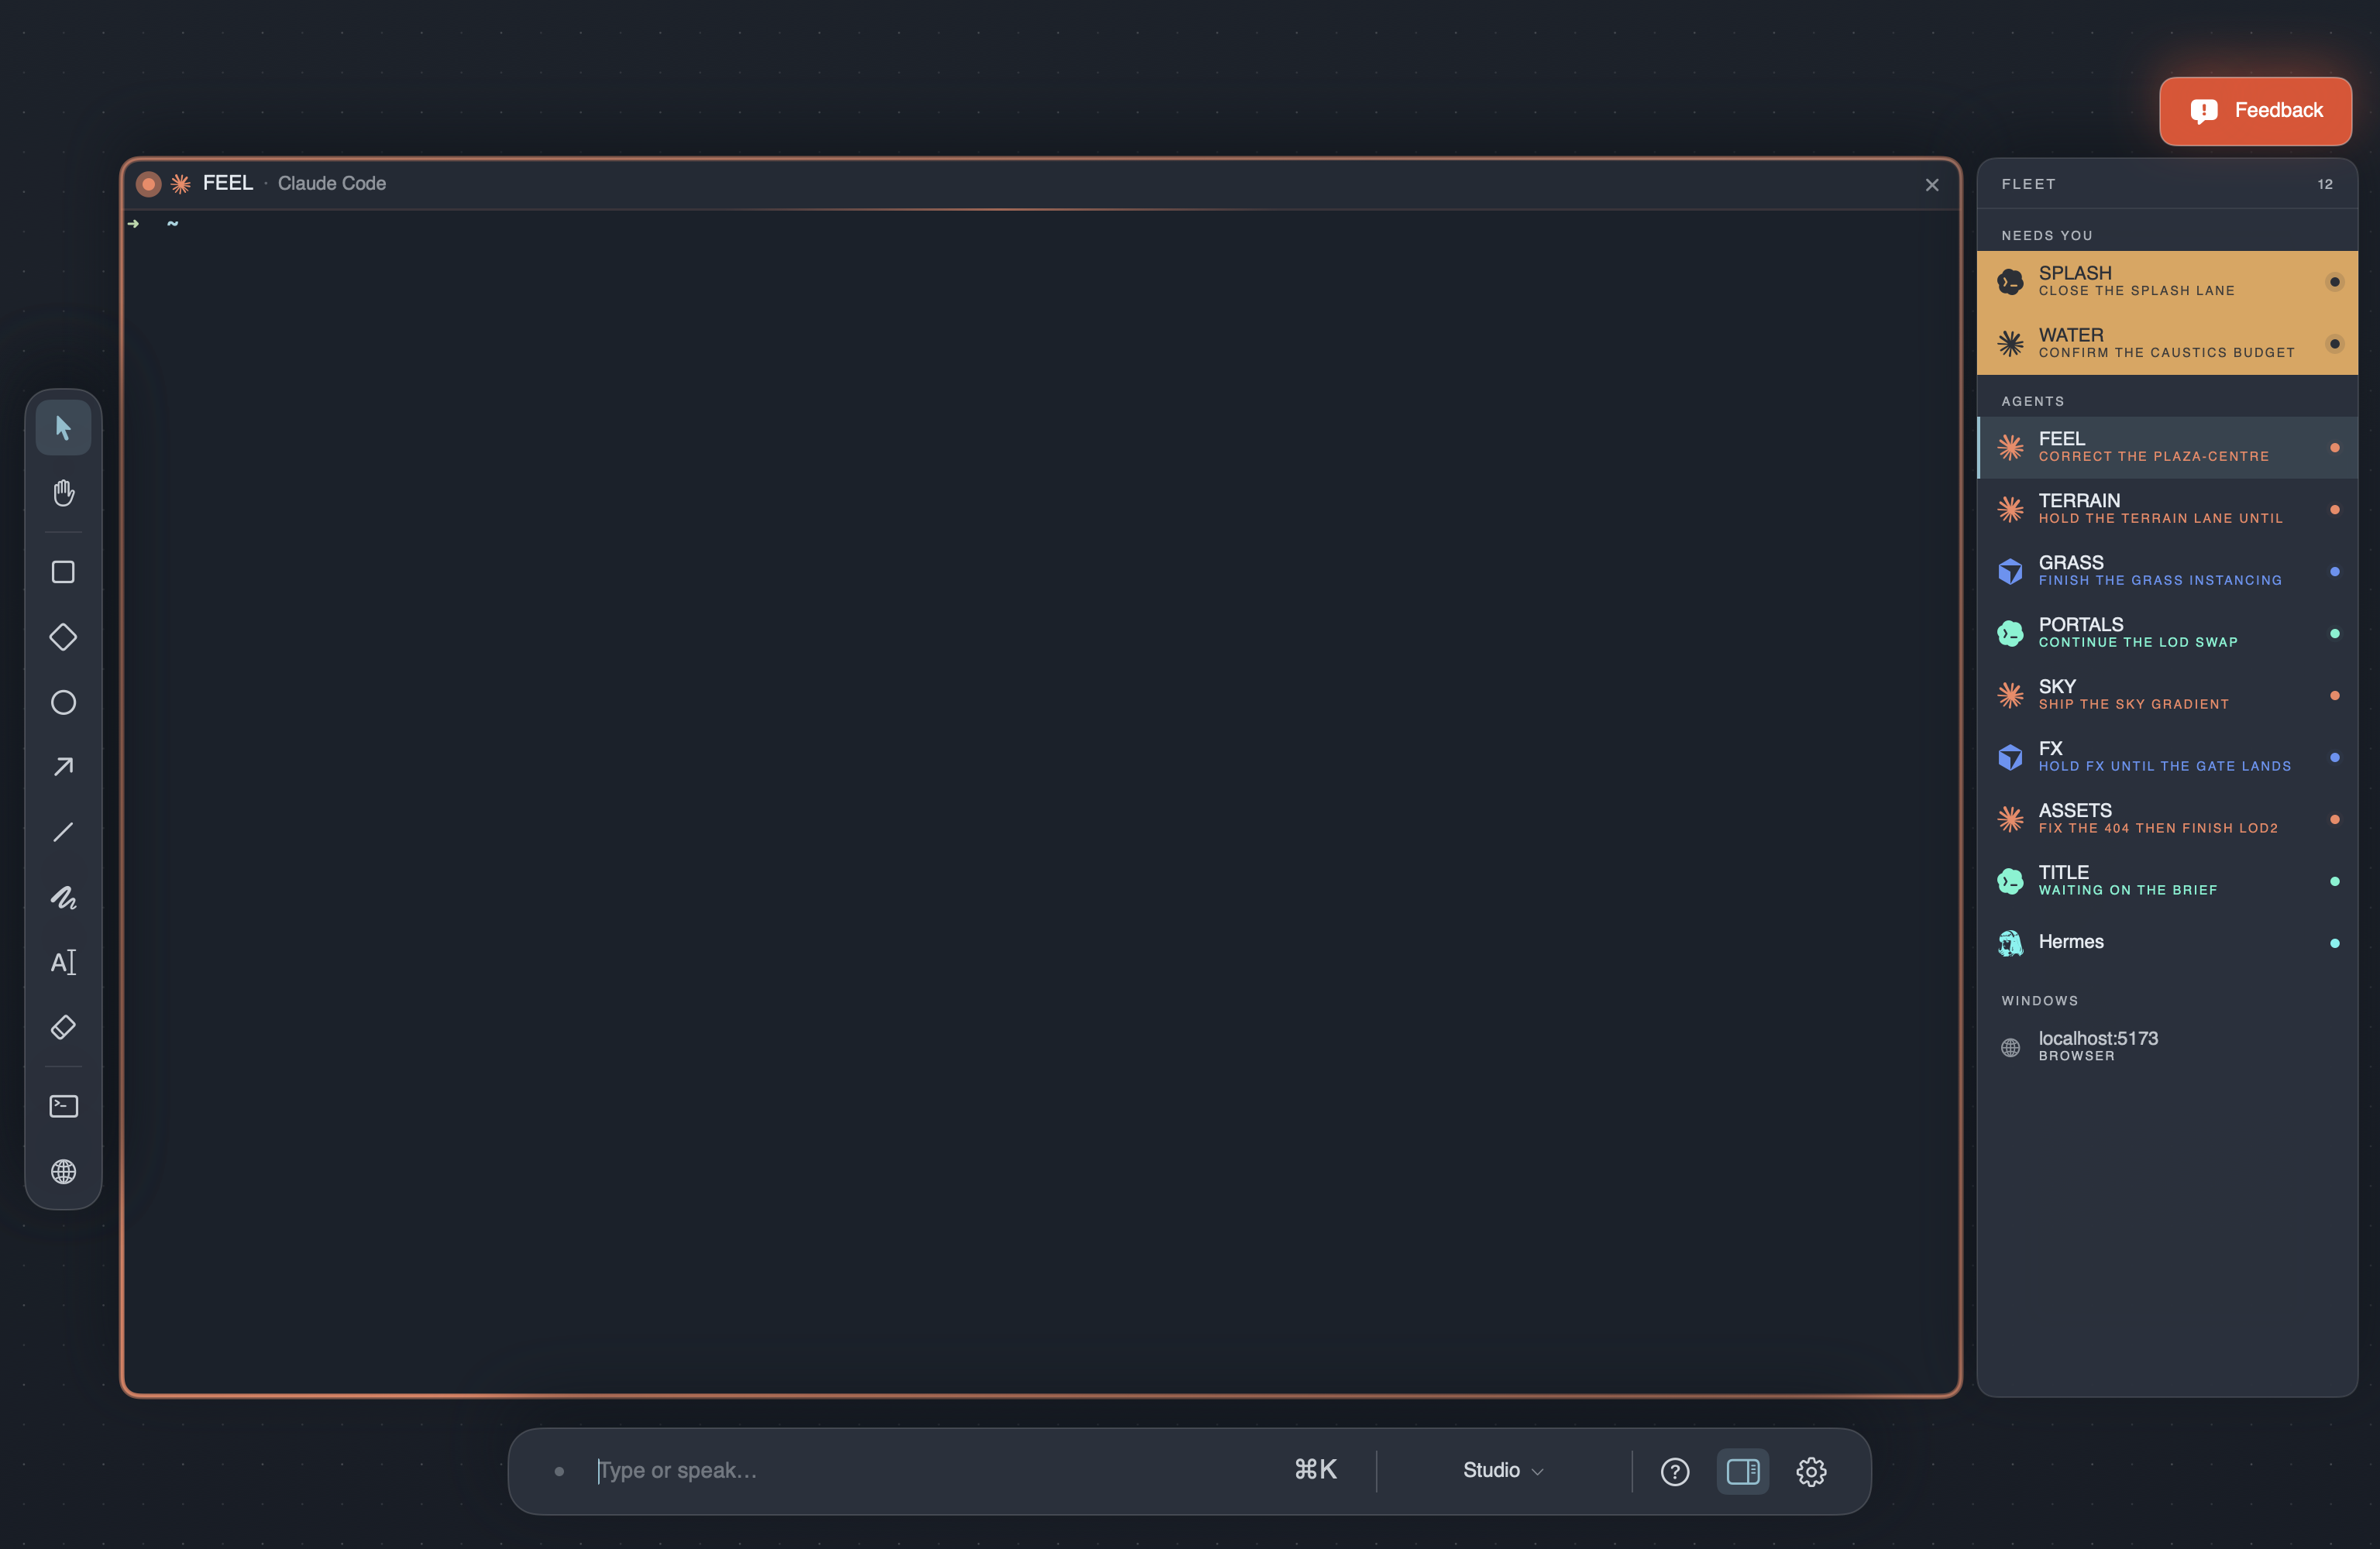 Feedback
FEEL · Claude Code
➜ ~
FLEET 12
NEEDS YOU
SPLASH
CLOSE THE SPLASH LANE
WATER
CONFIRM THE CAUSTICS BUDGET
AGENTS
FEEL
CORRECT THE PLAZA-CENTRE
TERRAIN
HOLD THE TERRAIN LANE UNTIL
GRASS
FINISH THE GRASS INSTANCING
PORTALS
CONTINUE THE LOD SWAP
SKY
SHIP THE SKY GRADIENT
FX
HOLD FX UNTIL THE GATE LANDS
ASSETS
FIX THE 404 THEN FINISH LOD2
TITLE
WAITING ON THE BRIEF
Hermes
WINDOWS
localhost:5173
BROWSER
Type or speak... ⌘K Studio